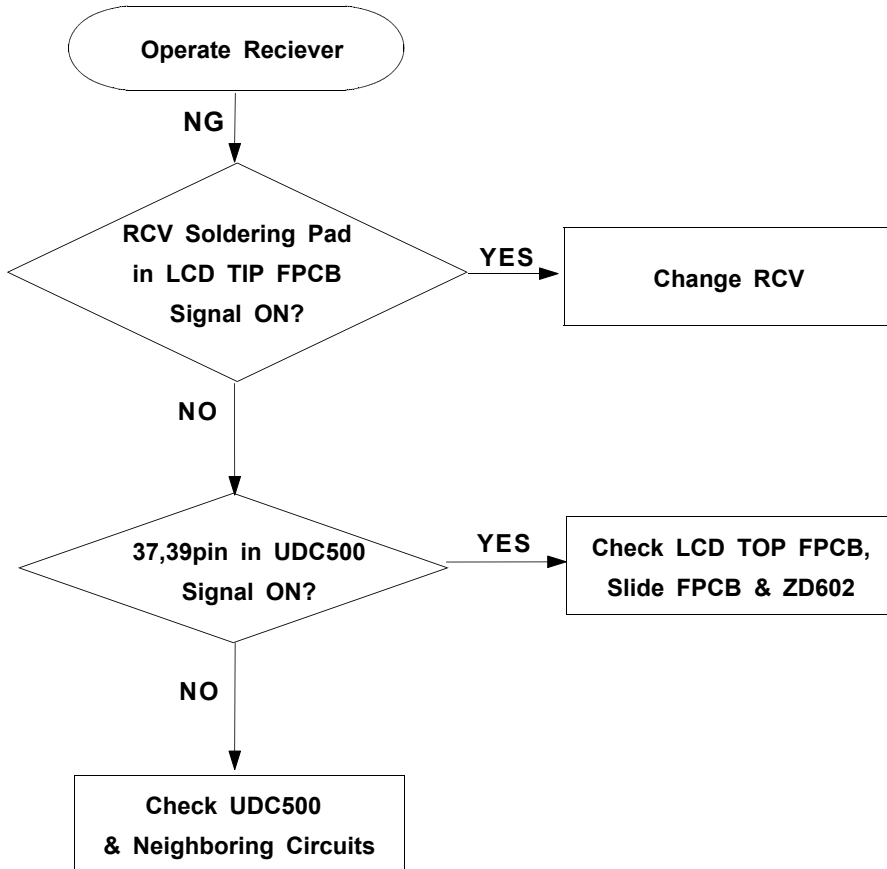 Operate Reciever
NG
RCV Soldering Pad
in LCD TIP FPCB
Signal ON?
YES
Change RCV
NO
37,39pin in UDC500
Signal ON?
YES
Check LCD TOP FPCB,
Slide FPCB & ZD602
NO
Check UDC500
& Neighboring Circuits